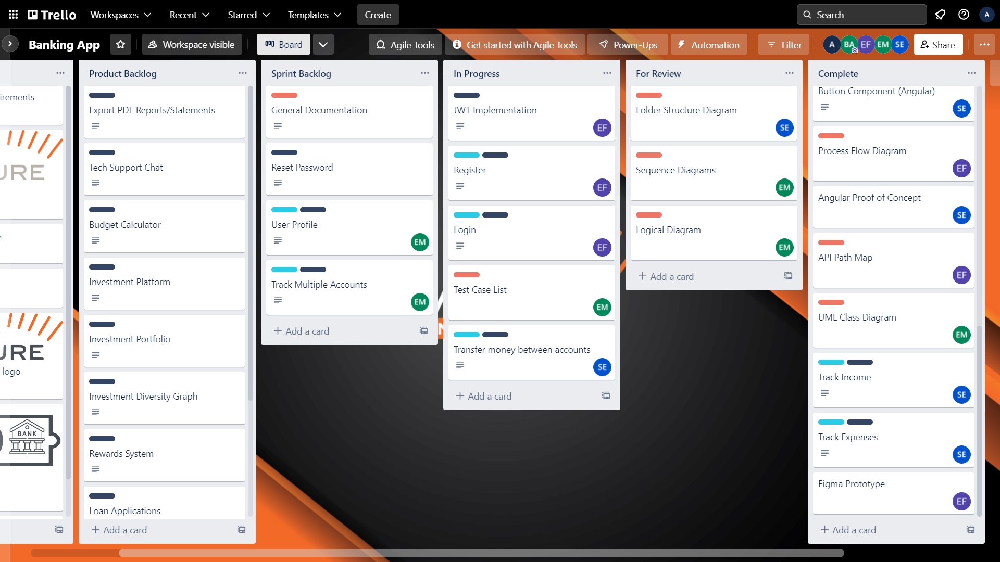 Trello
Workspaces
Recent
Starred
Templates
Create
Search
A
Banking App
Workspace visible
Board
Agile Tools
Get started with Agile Tools
Power-Ups
Automation
Filter
A
BA
EF
EM
SE
Share
irements
URE
s
URE
logo
BANK
Product Backlog
Export PDF Reports/Statements
Tech Support Chat
Budget Calculator
Investment Platform
Investment Portfolio
Investment Diversity Graph
Rewards System
Loan Applications
Add a card
Sprint Backlog
General Documentation
Reset Password
User Profile
EM
Track Multiple Accounts
EM
Add a card
In Progress
JWT Implementation
EF
Register
EF
Login
EF
Test Case List
EM
Transfer money between accounts
SE
Add a card
For Review
Folder Structure Diagram
SE
Sequence Diagrams
EM
Logical Diagram
EM
Add a card
Complete
Button Component (Angular)
SE
Process Flow Diagram
EF
Angular Proof of Concept
SE
API Path Map
EF
UML Class Diagram
EM
Track Income
SE
Track Expenses
SE
Figma Prototype
EF
Add a card